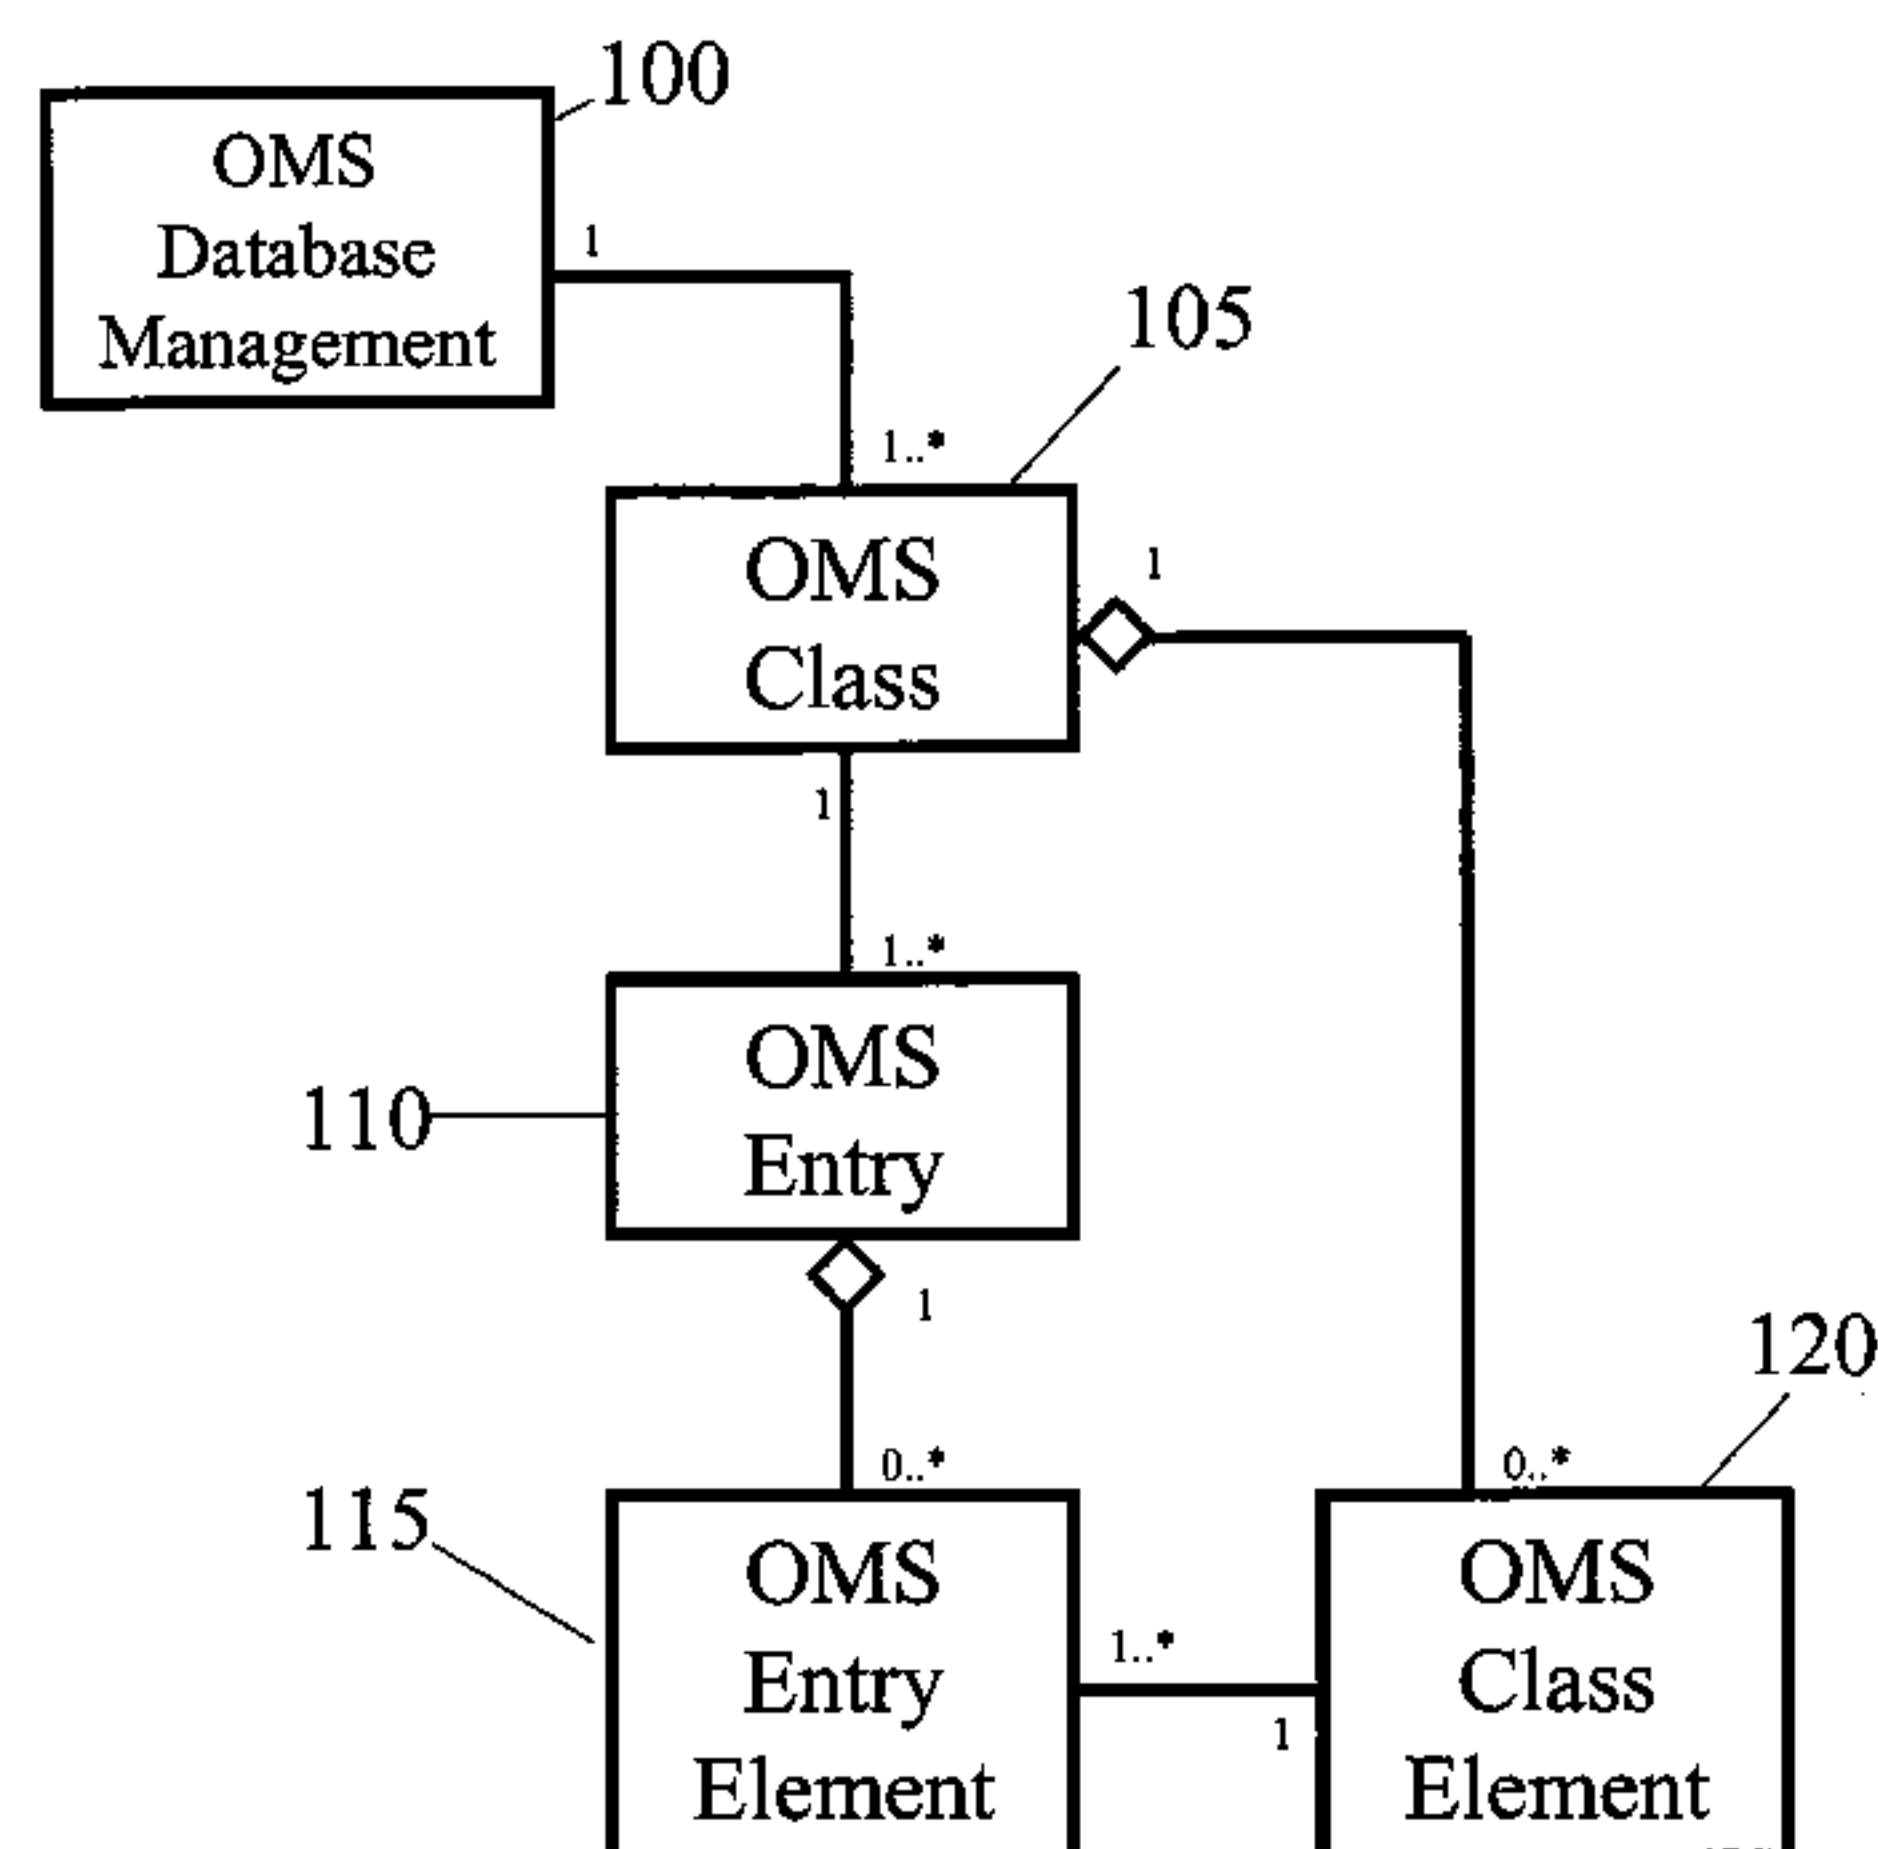 100
OMS
Database
Management
1
105
1..*
OMS
Class
1
1
1..*
OMS
Entry
110
1
120
0..*
0..*
115
OMS
Entry
Element
1..*
1
OMS
Class
Element